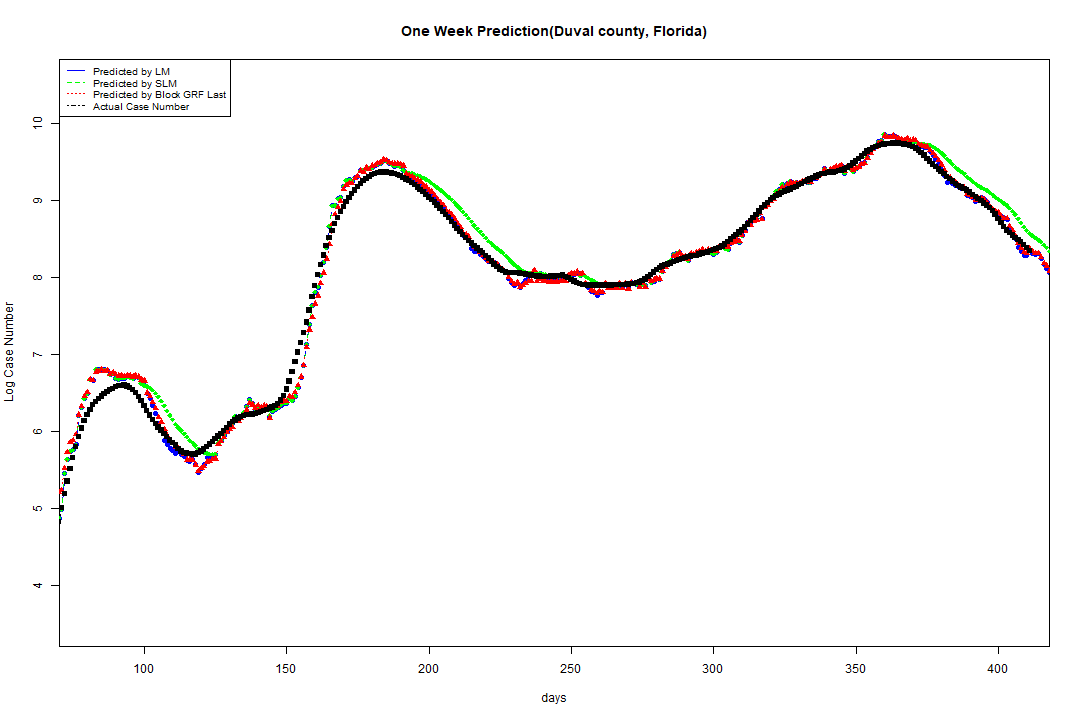 One Week Prediction(Duval county, Florida)
Predicted by LM
Predicted by SLM
Predicted by Block GRF Last
Actual Case Number
10
9
8
7
6
5
4
Log Case Number
100 150 200 250 300 350 400
days